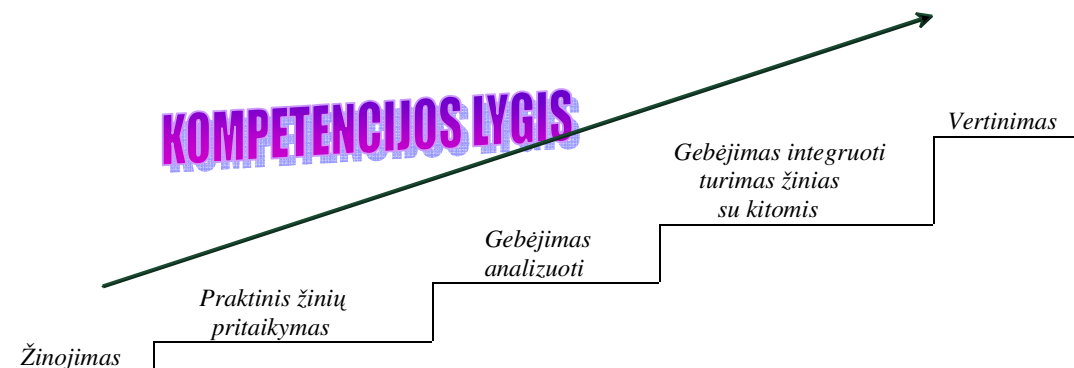 KOMPETENCIJOS LYGIS
Vertinimas
Gebėjimas integruoti
turimas žinias
su kitomis
Gebėjimas
analizuoti
Praktinis žinių
pritaikymas
Žinojimas